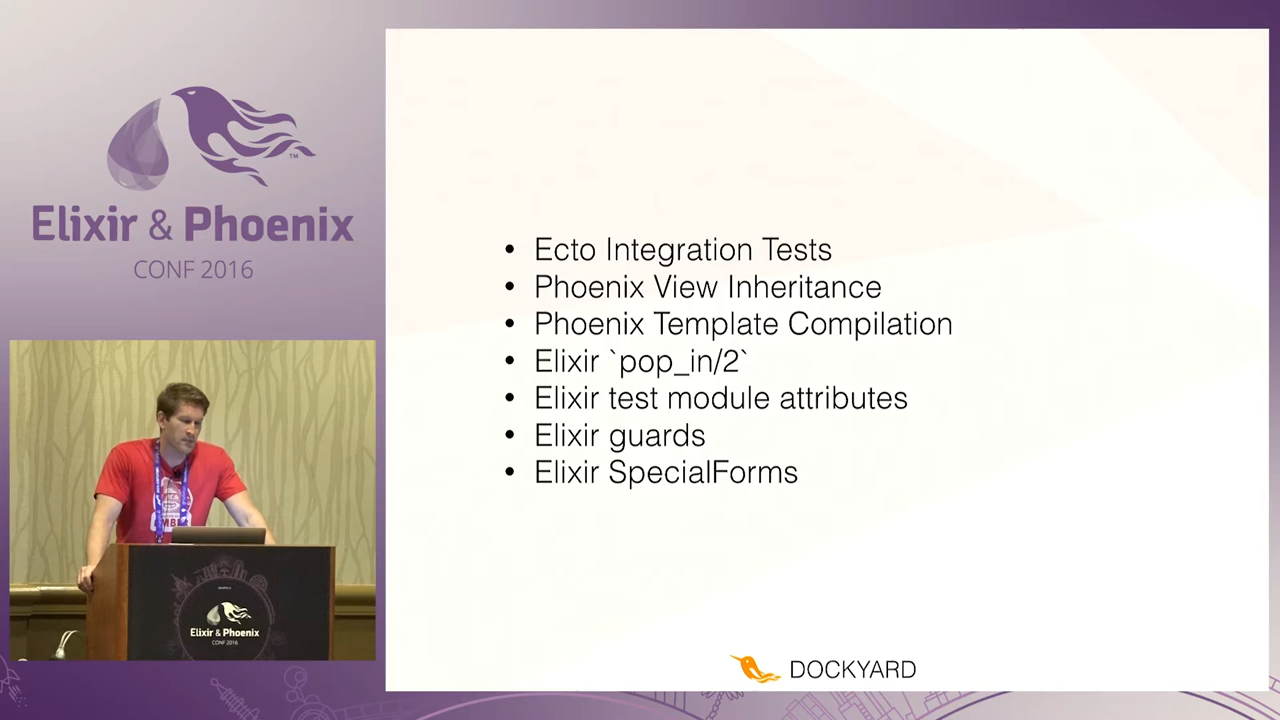 TM
Elixir & Phoenix
CONF 2016
• Ecto Integration Tests
• Phoenix View Inheritance
• Phoenix Template Compilation
• Elixir `pop_in/2`
• Elixir test module attributes
• Elixir guards
• Elixir SpecialForms
Elixir & Phoenix
CONF 2016
DOCKYARD